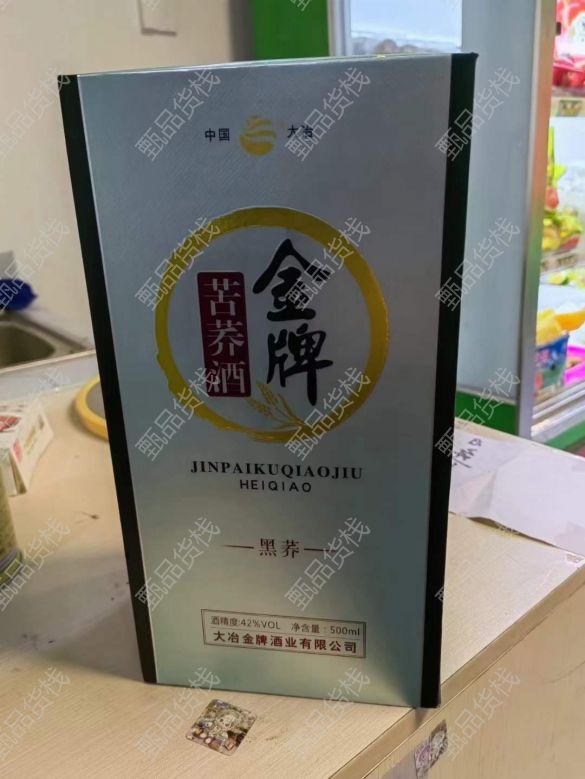 中国 大冶
金牌
苦荞酒
JINPAIKUQIAOJIU
HEIQIAO
黑荞
酒精度:42%VOL 净含量:500ml
大冶金牌酒业有限公司
甄品货栈